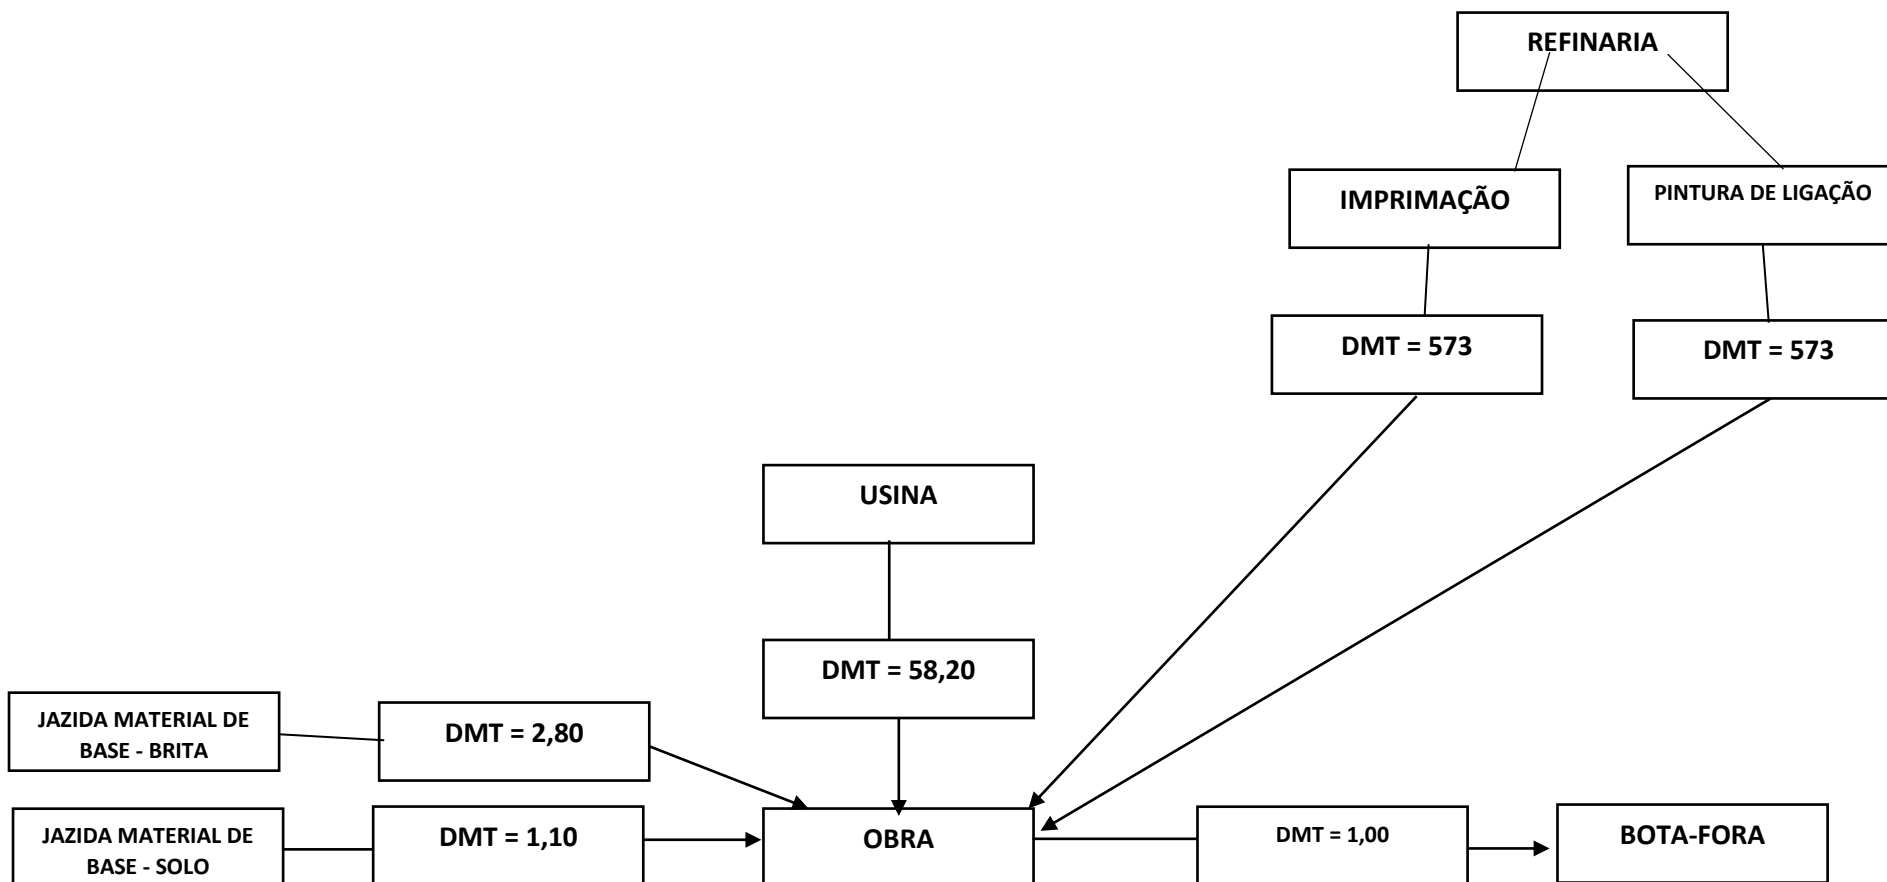 REFINARIA
IMPRIMAÇÃO
PINTURA DE LIGAÇÃO
DMT = 573
DMT = 573
USINA
DMT = 58,20
JAZIDA MATERIAL DE
BASE - BRITA
DMT = 2,80
JAZIDA MATERIAL DE
BASE - SOLO
DMT = 1,10
OBRA
DMT = 1,00
BOTA-FORA